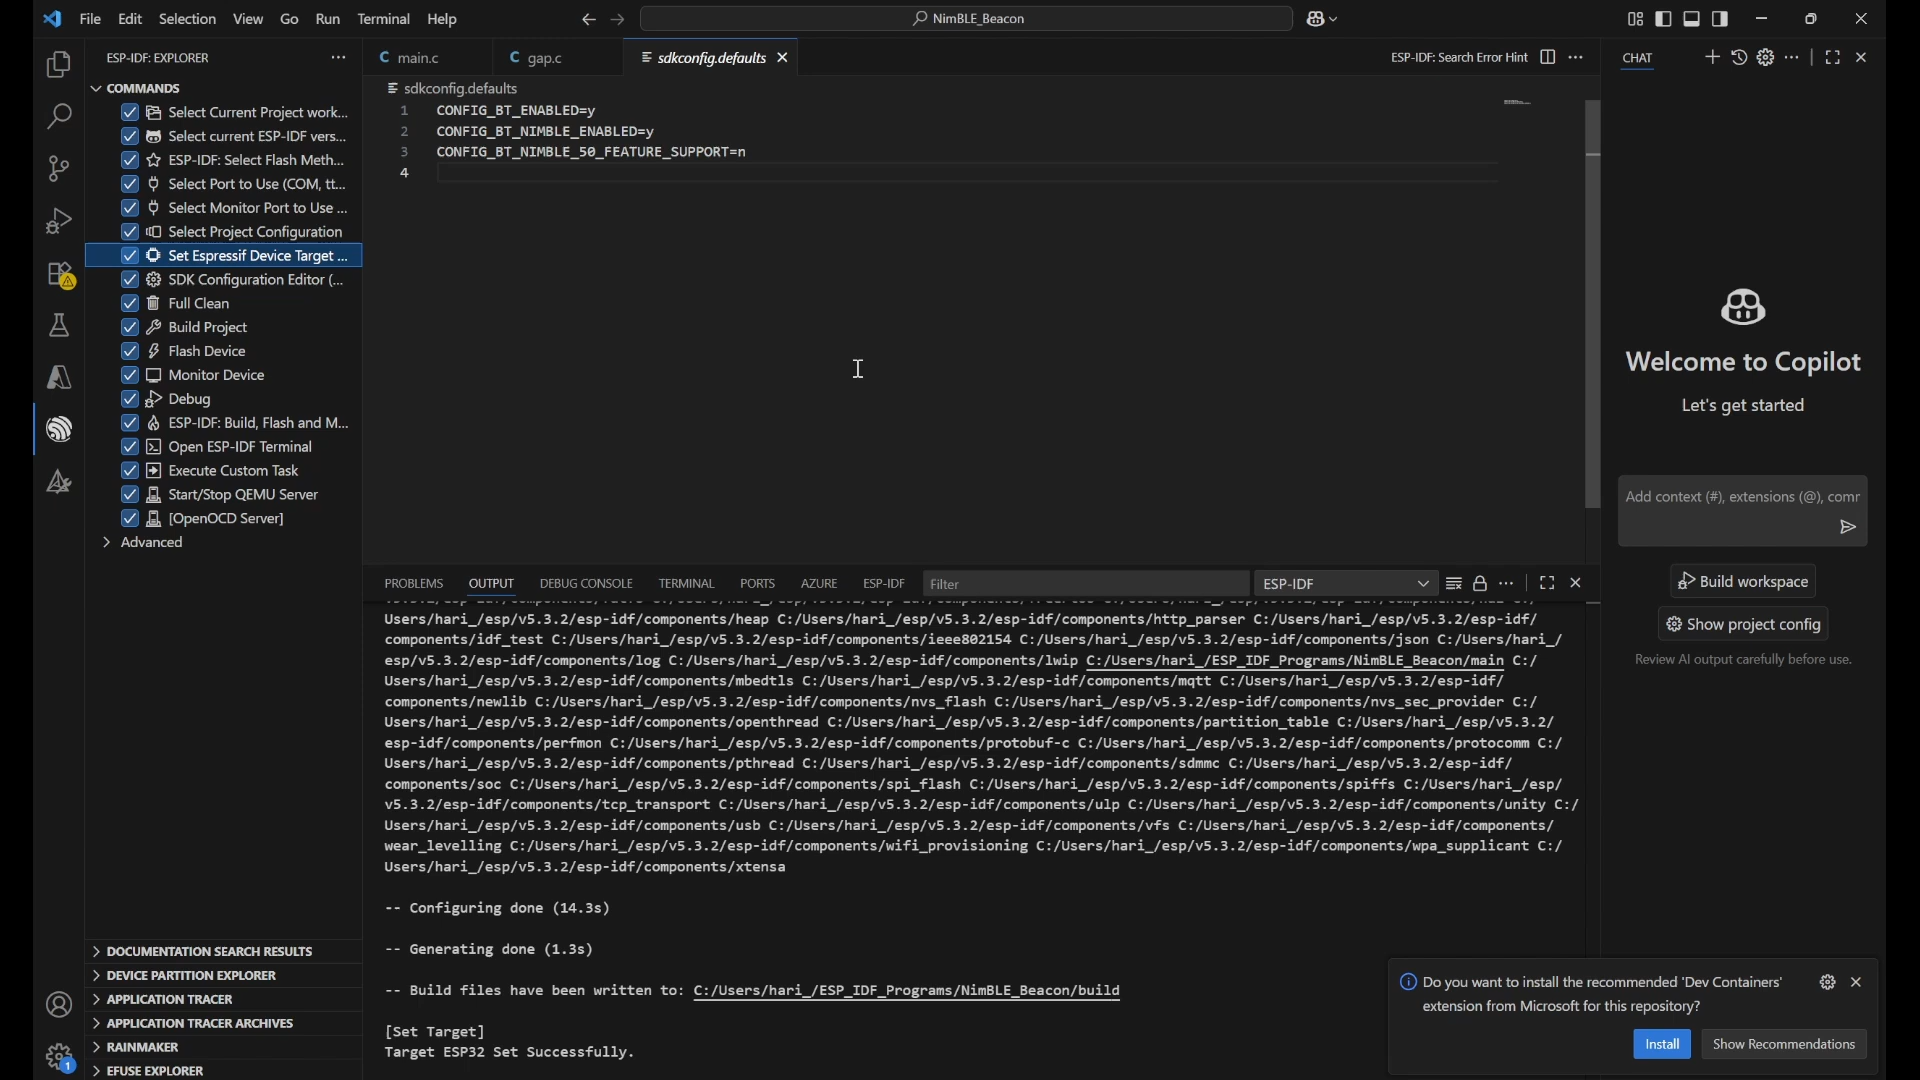 File Edit Selection View Go Run Terminal Help
NimBLE_Beacon
ESP-IDF: EXPLORER
COMMANDS
Select Current Project work...
Select current ESP-IDF vers...
ESP-IDF: Select Flash Meth...
Select Port to Use (COM, tt...
Select Monitor Port to Use ...
Select Project Configuration
Set Espressif Device Target ...
SDK Configuration Editor (...
Full Clean
Build Project
Flash Device
Monitor Device
Debug
ESP-IDF: Build, Flash and M...
Open ESP-IDF Terminal
Execute Custom Task
Start/Stop QEMU Server
[OpenOCD Server]
Advanced
DOCUMENTATION SEARCH RESULTS
DEVICE PARTITION EXPLORER
APPLICATION TRACER
APPLICATION TRACER ARCHIVES
RAINMAKER
EFUSE EXPLORER
1
C main.c C gap.c sdkconfig.defaults
ESP-IDF: Search Error Hint
sdkconfig.defaults
1 CONFIG_BT_ENABLED=y
2 CONFIG_BT_NIMBLE_ENABLED=y
3 CONFIG_BT_NIMBLE_50_FEATURE_SUPPORT=n
4
PROBLEMS OUTPUT DEBUG CONSOLE TERMINAL PORTS AZURE ESP-IDF Filter ESP-IDF
Users/hari_/esp/v5.3.2/esp-idf/components/heap C:/Users/hari_/esp/v5.3.2/esp-idf/components/http_parser C:/Users/hari_/esp/v5.3.2/esp-idf/
components/idf_test C:/Users/hari_/esp/v5.3.2/esp-idf/components/ieee802154 C:/Users/hari_/esp/v5.3.2/esp-idf/components/json C:/Users/hari_/
esp/v5.3.2/esp-idf/components/log C:/Users/hari_/esp/v5.3.2/esp-idf/components/lwip C:/Users/hari_/ESP_IDF_Programs/NimBLE_Beacon/main C:/
Users/hari_/esp/v5.3.2/esp-idf/components/mbedtls C:/Users/hari_/esp/v5.3.2/esp-idf/components/mqtt C:/Users/hari_/esp/v5.3.2/esp-idf/
components/newlib C:/Users/hari_/esp/v5.3.2/esp-idf/components/nvs_flash C:/Users/hari_/esp/v5.3.2/esp-idf/components/nvs_sec_provider C:/
Users/hari_/esp/v5.3.2/esp-idf/components/openthread C:/Users/hari_/esp/v5.3.2/esp-idf/components/partition_table C:/Users/hari_/esp/v5.3.2/
esp-idf/components/perfmon C:/Users/hari_/esp/v5.3.2/esp-idf/components/protobuf-c C:/Users/hari_/esp/v5.3.2/esp-idf/components/protocomm C:/
Users/hari_/esp/v5.3.2/esp-idf/components/pthread C:/Users/hari_/esp/v5.3.2/esp-idf/components/sdmmc C:/Users/hari_/esp/v5.3.2/esp-idf/
components/soc C:/Users/hari_/esp/v5.3.2/esp-idf/components/spi_flash C:/Users/hari_/esp/v5.3.2/esp-idf/components/spiffs C:/Users/hari_/esp/
v5.3.2/esp-idf/components/tcp_transport C:/Users/hari_/esp/v5.3.2/esp-idf/components/ulp C:/Users/hari_/esp/v5.3.2/esp-idf/components/unity C:/
Users/hari_/esp/v5.3.2/esp-idf/components/usb C:/Users/hari_/esp/v5.3.2/esp-idf/components/vfs C:/Users/hari_/esp/v5.3.2/esp-idf/components/
wear_levelling C:/Users/hari_/esp/v5.3.2/esp-idf/components/wifi_provisioning C:/Users/hari_/esp/v5.3.2/esp-idf/components/wpa_supplicant C:/
Users/hari_/esp/v5.3.2/esp-idf/components/xtensa
-- Configuring done (14.3s)
-- Generating done (1.3s)
-- Build files have been written to: C:/Users/hari_/ESP_IDF_Programs/NimBLE_Beacon/build
[Set Target]
Target ESP32 Set Successfully.
CHAT
Welcome to Copilot
Let's get started
Add context (#), extensions (@), comr
Build workspace
Show project config
Review AI output carefully before use.
Do you want to install the recommended 'Dev Containers'
extension from Microsoft for this repository?
Install Show Recommendations